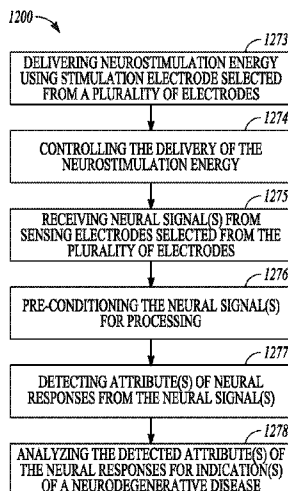 1200
1273
DELIVERING NEUROSTIMULATION ENERGY
USING STIMULATION ELECTRODE SELECTED
FROM A PLURALITY OF ELECTRODES
1274
CONTROLLING THE DELIVERY OF THE
NEUROSTIMULATION ENERGY
1275
RECEIVING NEURAL SIGNAL(S) FROM
SENSING ELECTRODES SELECTED FROM THE
PLURALITY OF ELECTRODES
1276
PRE-CONDITIONING THE NEURAL SIGNAL(S)
FOR PROCESSING
1277
DETECTING ATTRIBUTE(S) OF NEURAL
RESPONSES FROM THE NEURAL SIGNAL(S)
1278
ANALYZING THE DETECTED ATTRIBUTE(S) OF
THE NEURAL RESPONSES FOR INDICATION(S)
OF A NEURODEGENERATIVE DISEASE